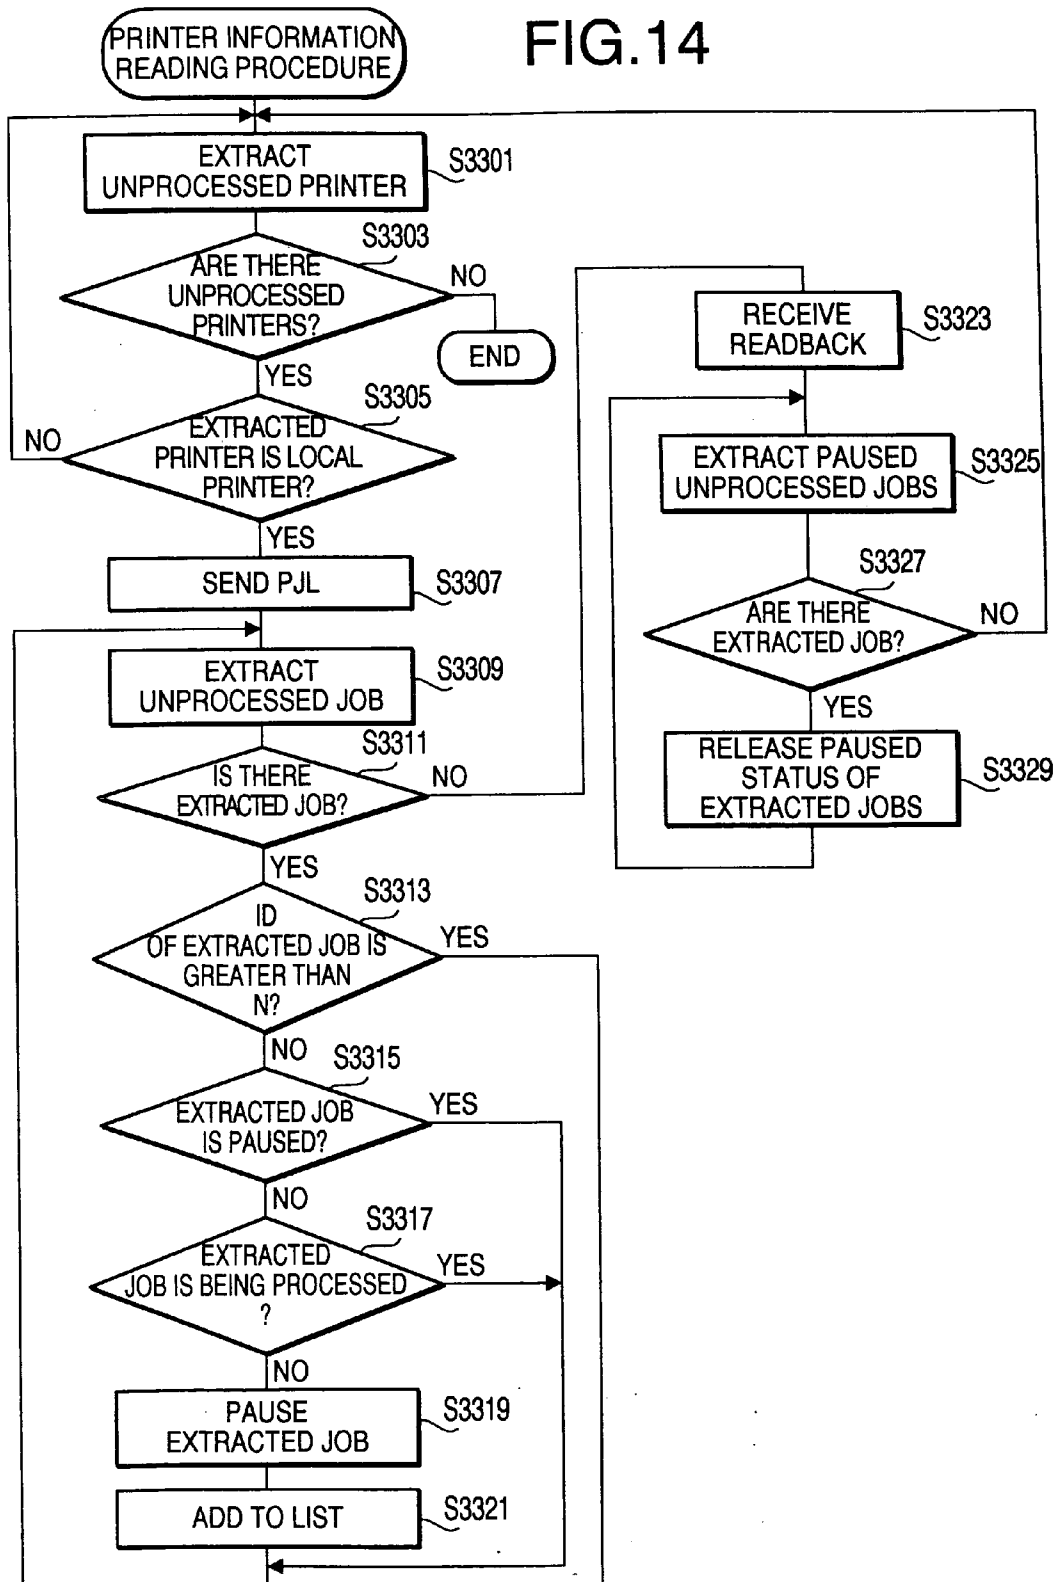 FIG.14
PRINTER INFORMATION
READING PROCEDURE
EXTRACT
UNPROCESSED PRINTER
S3301
S3303
ARE THERE
UNPROCESSED
PRINTERS?
NO
END
YES
S3305
EXTRACTED
PRINTER IS LOCAL
PRINTER?
NO
YES
SEND PJL
S3307
EXTRACT
UNPROCESSED JOB
S3309
S3311
IS THERE
EXTRACTED JOB?
NO
YES
S3313
ID
OF EXTRACTED JOB IS
GREATER THAN
N?
YES
NO
S3315
EXTRACTED JOB
IS PAUSED?
YES
NO
S3317
EXTRACTED
JOB IS BEING PROCESSED
?
YES
NO
PAUSE
EXTRACTED JOB
S3319
ADD TO LIST
S3321
RECEIVE
READBACK
S3323
EXTRACT PAUSED
UNPROCESSED JOBS
S3325
S3327
ARE THERE
EXTRACTED JOB?
NO
YES
RELEASE PAUSED
STATUS OF
EXTRACTED JOBS
S3329